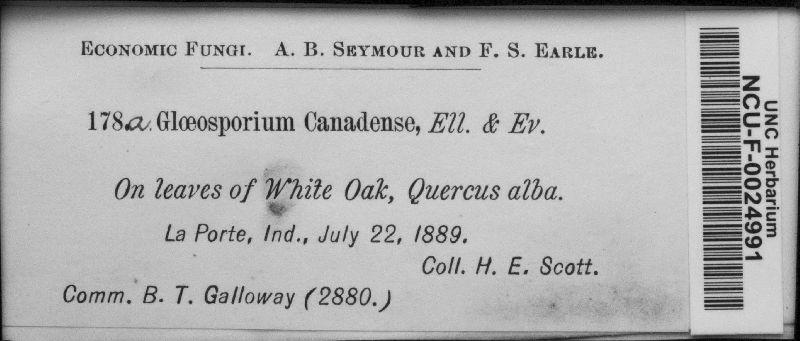 Economic Fungi. A. B. Seymour and F. S. Earle.
178a. Glœosporium Canadense, Ell. & Ev.
On leaves of White Oak, Quercus alba.
La Porte, Ind., July 22, 1889.
Coll. H. E. Scott.
Comm. B. T. Galloway (2880.)
UNC Herbarium
NCU-F-0024991